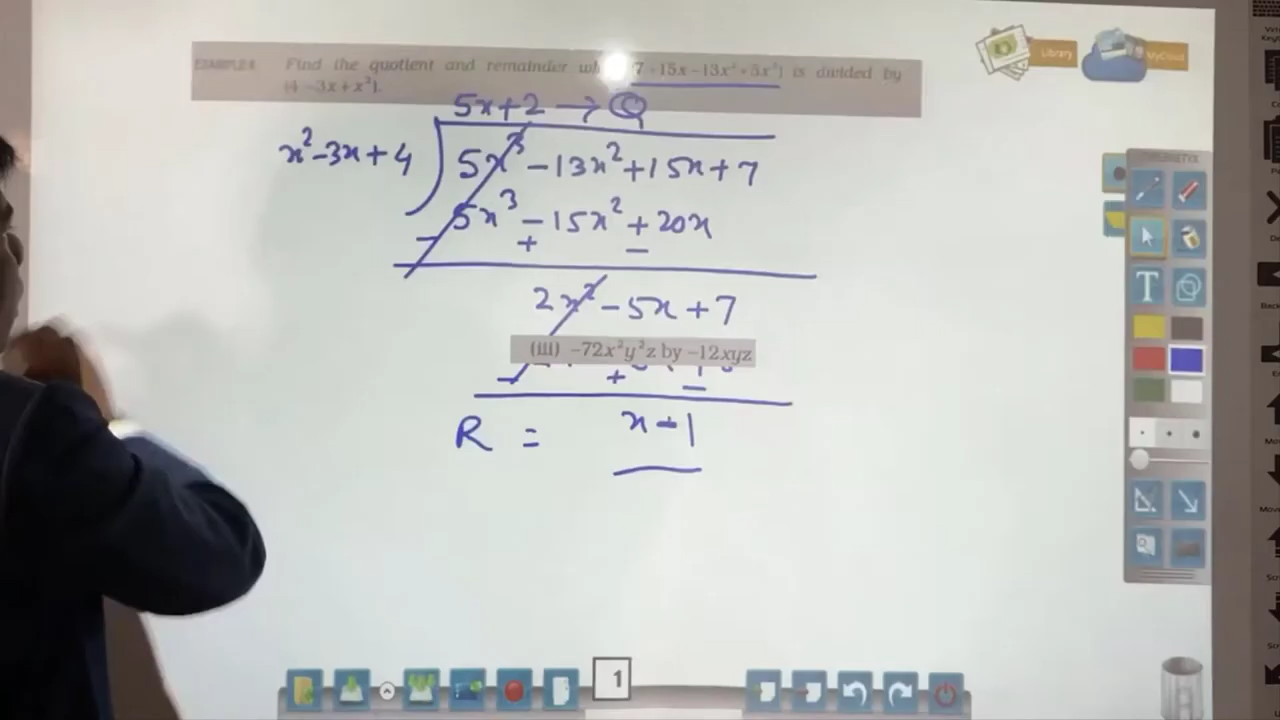 EXAMPLE 6 Find the quotient and remainder (7 + 15x − 13x² + 5x³) is divided by
(4 − 3x + x²).
Library
MyCloud
5x + 2 → Q
x² − 3x + 4 ) 5x³ − 13x² + 15x + 7
5x³ − 15x² + 20x
− + −
2x² − 5x + 7
(iii) −72x²y²z by −12xyz
− + −
R = x − 1
T
1